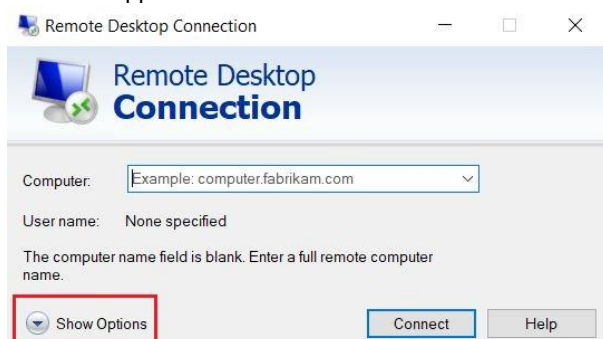 Remote Desktop Connection
Remote Desktop
Connection
Computer: Example: computer.fabrikam.com
User name: None specified
The computer name field is blank. Enter a full remote computer
name.
Show Options Connect Help